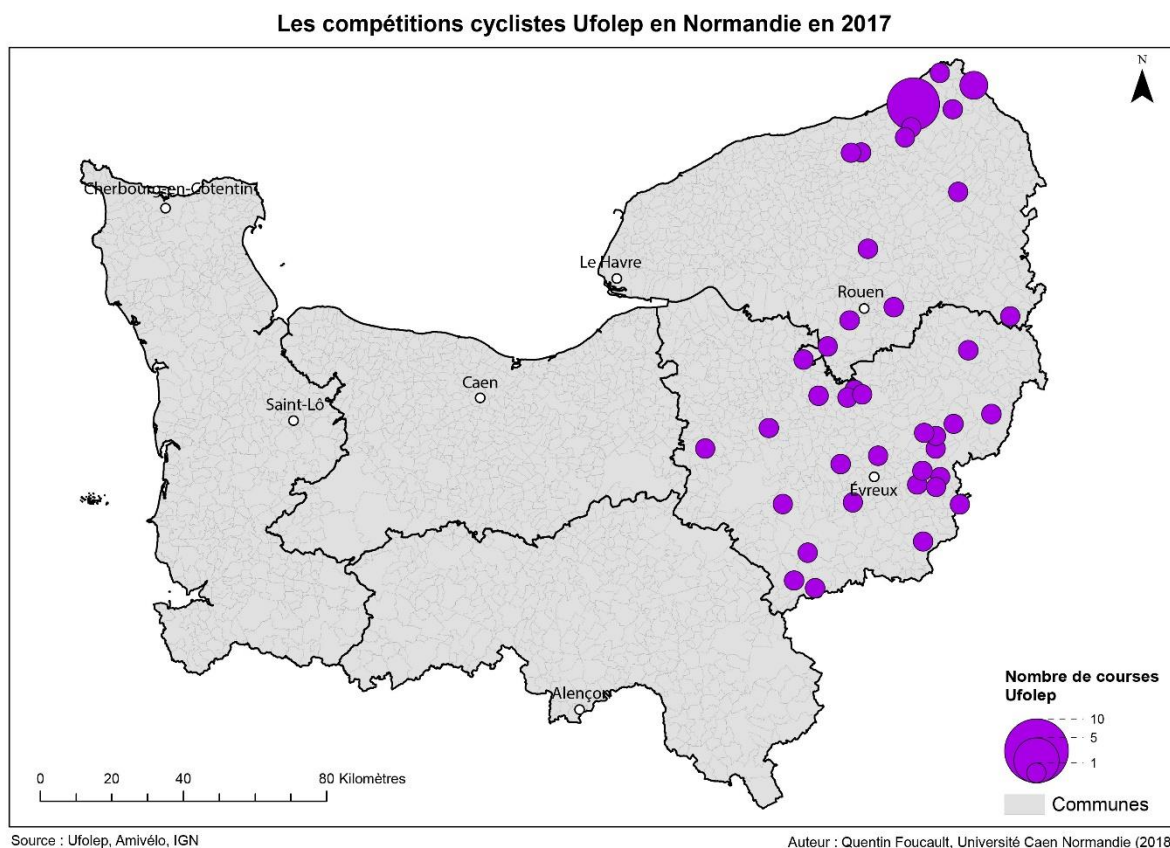 Les compétitions cyclistes Ufolep en Normandie en 2017
N
Cherbourg-en-Cotentin
Le Havre
Rouen
Caen
Saint-Lô
Évreux
Alençon
Nombre de courses
Ufolep
10
5
1
Communes
0 20 40 80 Kilomètres
Source : Ufolep, Amivélo, IGN
Auteur : Quentin Foucault, Université Caen Normandie (2018